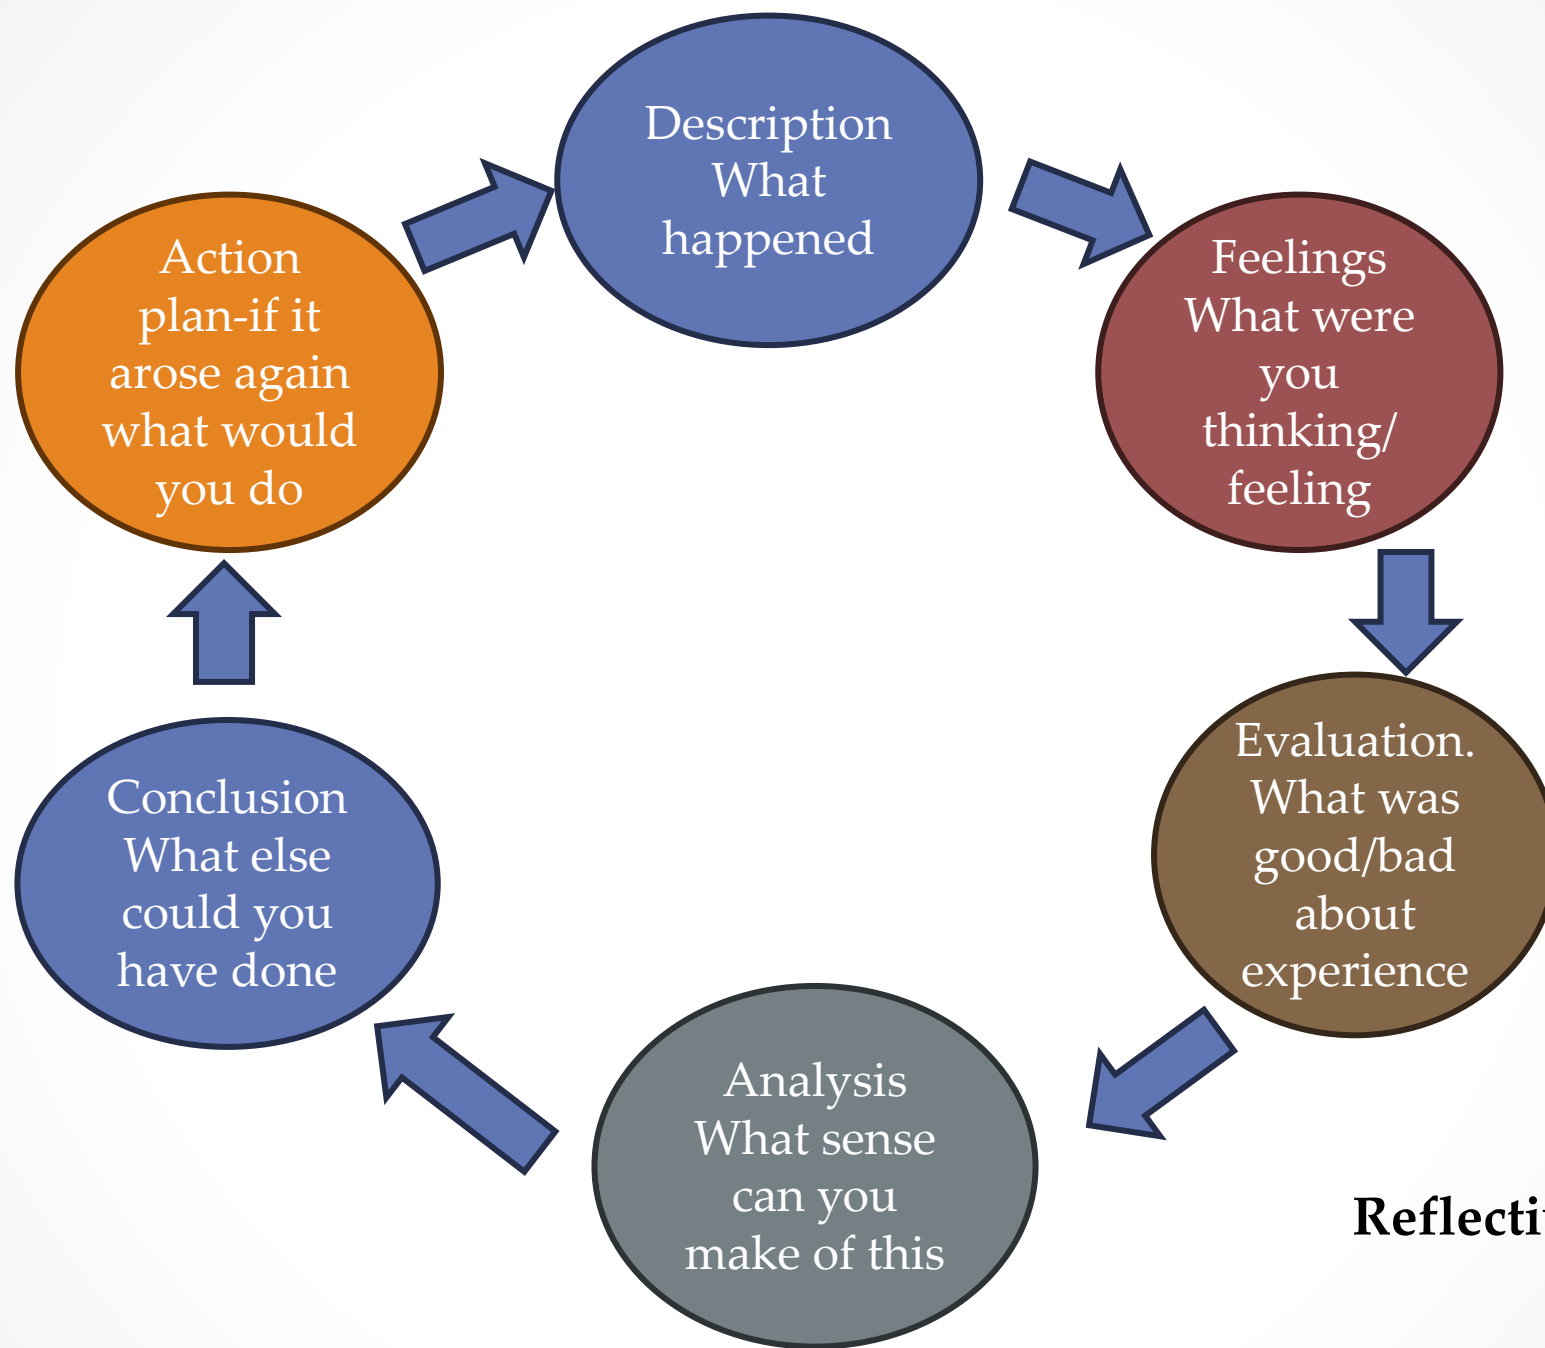 Description
What
happened
Feelings
What were
you
thinking/
feeling
Evaluation.
What was
good/bad
about
experience
Analysis
What sense
can you
make of this
Conclusion
What else
could you
have done
Action
plan-if it
arose again
what would
you do